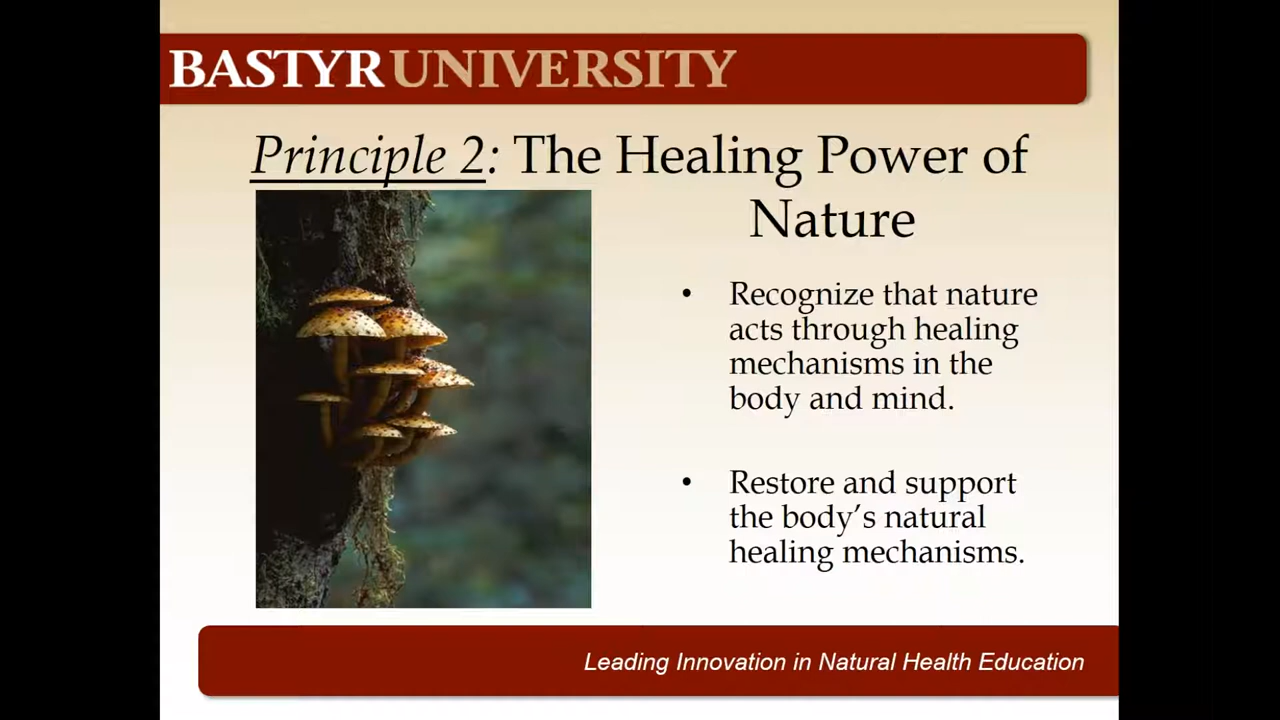 BASTYR UNIVERSITY
Principle 2: The Healing Power of
Nature
• Recognize that nature
acts through healing
mechanisms in the
body and mind.
• Restore and support
the body’s natural
healing mechanisms.
Leading Innovation in Natural Health Education